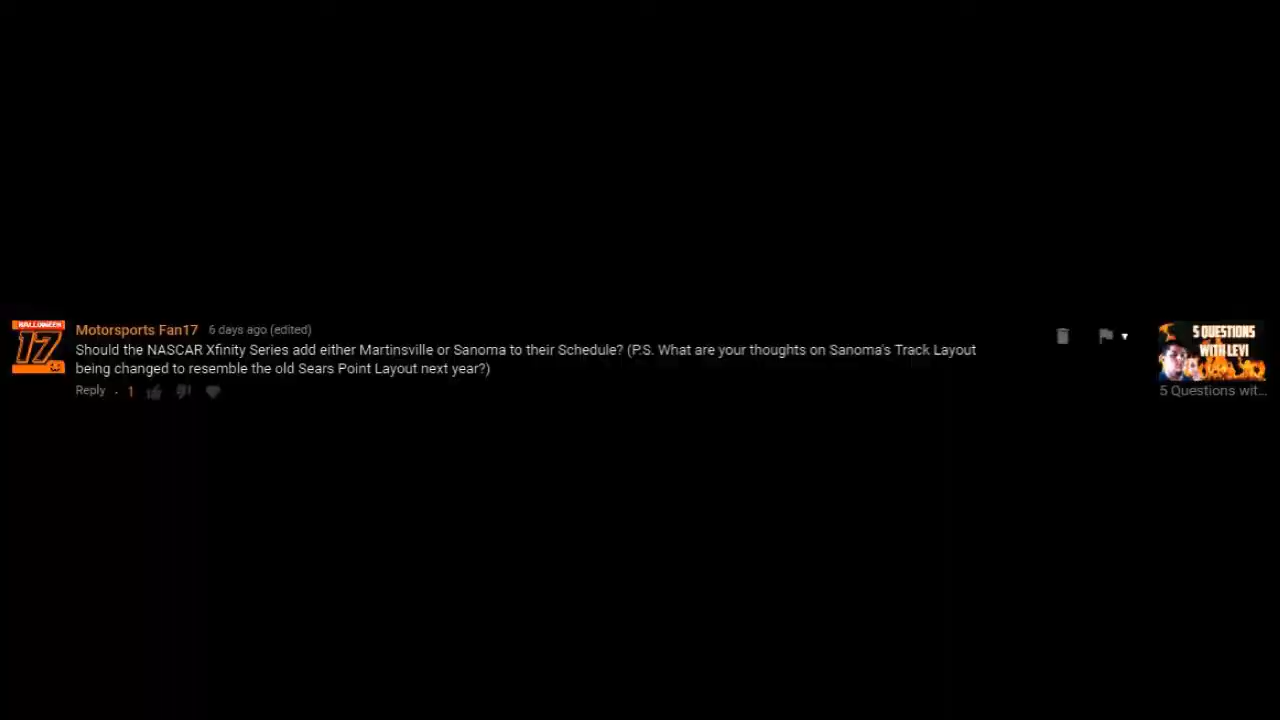 HALLOWEEN
17
Motorsports Fan17 6 days ago (edited)
Should the NASCAR Xfinity Series add either Martinsville or Sanoma to their Schedule? (P.S. What are your thoughts on Sanoma's Track Layout
being changed to resemble the old Sears Point Layout next year?)
Reply · 1
5 QUESTIONS
WITH LEVI
5 Questions wit...